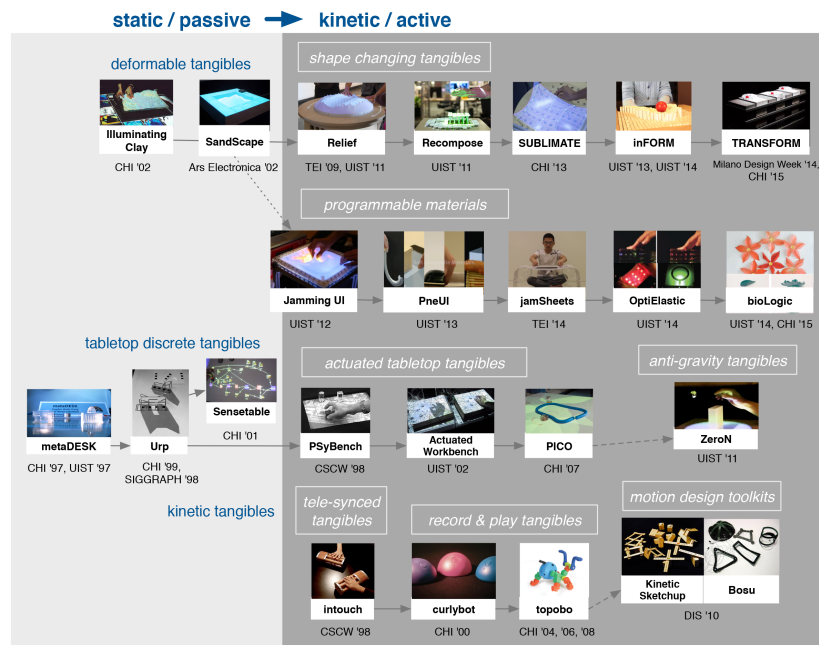 static / passive → kinetic / active
deformable tangibles
shape changing tangibles
Illuminating
Clay
SandScape
Relief
Recompose
SUBLIMATE
inFORM
TRANSFORM
CHI '02
Ars Electronica '02
TEI '09, UIST '11
UIST '11
CHI '13
UIST '13, UIST '14
Milano Design Week '14,
CHI '15
programmable materials
Jamming UI
PneUI
jamSheets
OptiElastic
bioLogic
UIST '12
UIST '13
TEI '14
UIST '14
UIST '14, CHI '15
tabletop discrete tangibles
actuated tabletop tangibles
anti-gravity tangibles
metaDESK
Urp
Sensetable
PSyBench
Actuated
Workbench
PICO
ZeroN
CHI '97, UIST '97
CHI '99,
SIGGRAPH '98
CHI '01
CSCW '98
UIST '02
CHI '07
UIST '11
kinetic tangibles
tele-synced
tangibles
record & play tangibles
motion design toolkits
intouch
curlybot
topobo
Kinetic
Sketchup
Bosu
CSCW '98
CHI '00
CHI '04, '06, '08
DIS '10